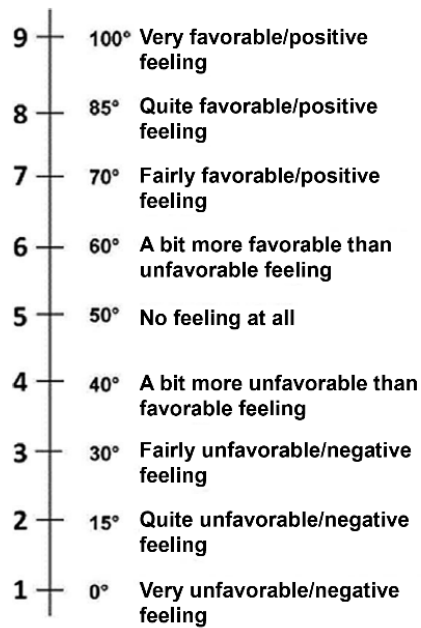 9 100° Very favorable/positive
feeling
8 85° Quite favorable/positive
feeling
7 70° Fairly favorable/positive
feeling
6 60° A bit more favorable than
unfavorable feeling
5 50° No feeling at all
4 40° A bit more unfavorable than
favorable feeling
3 30° Fairly unfavorable/negative
feeling
2 15° Quite unfavorable/negative
feeling
1 0° Very unfavorable/negative
feeling